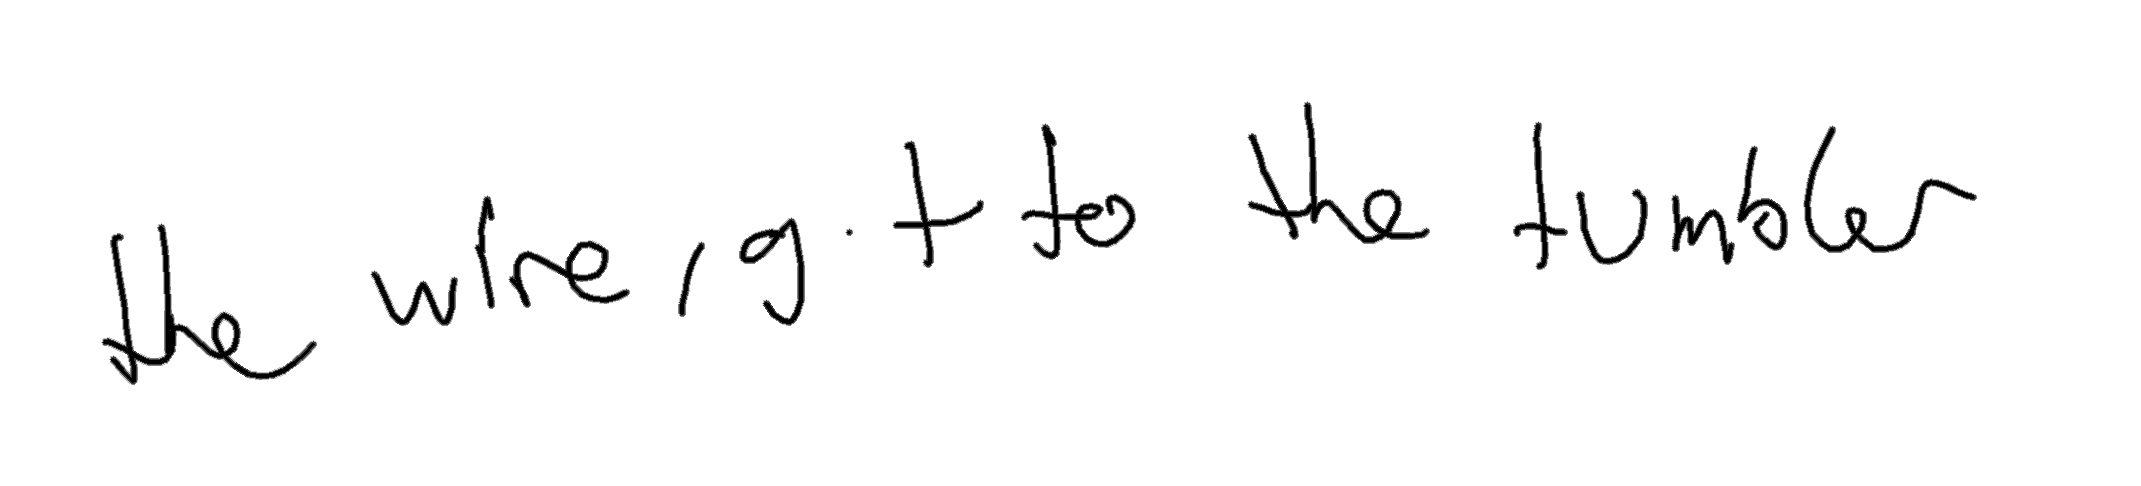 the wire, g. t to the tumbler